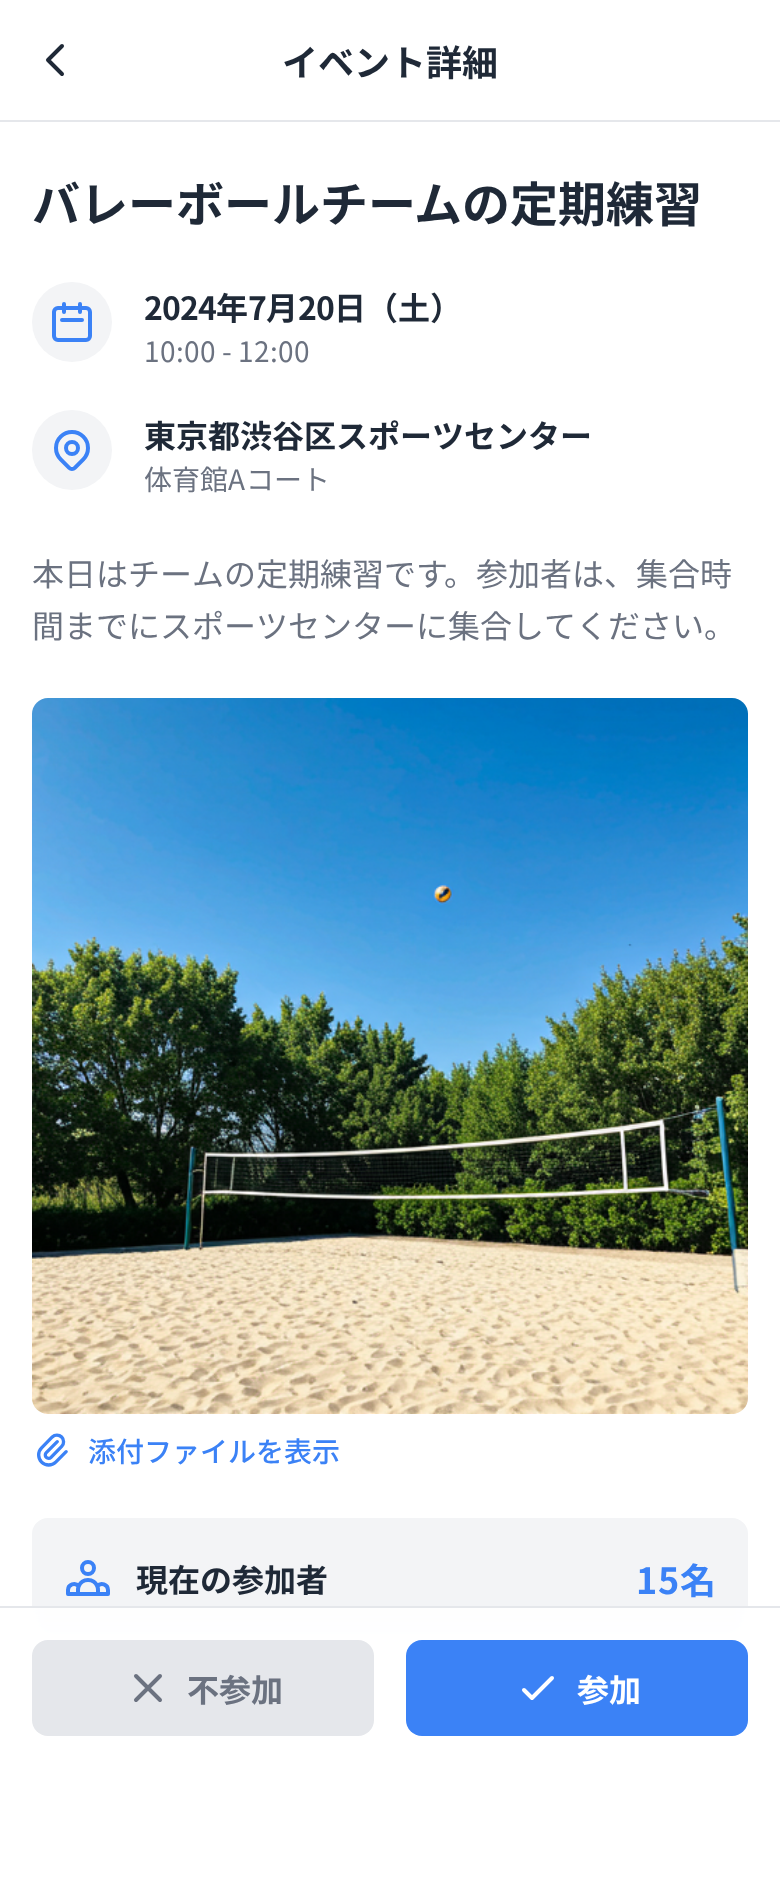 イベント詳細
バレーボールチームの定期練習
2024年7月20日（土）
10:00 - 12:00
東京都渋谷区スポーツセンター
体育館Aコート
本日はチームの定期練習です。参加者は、集合時
間までにスポーツセンターに集合してください。
添付ファイルを表示
現在の参加者 15名
不参加 参加